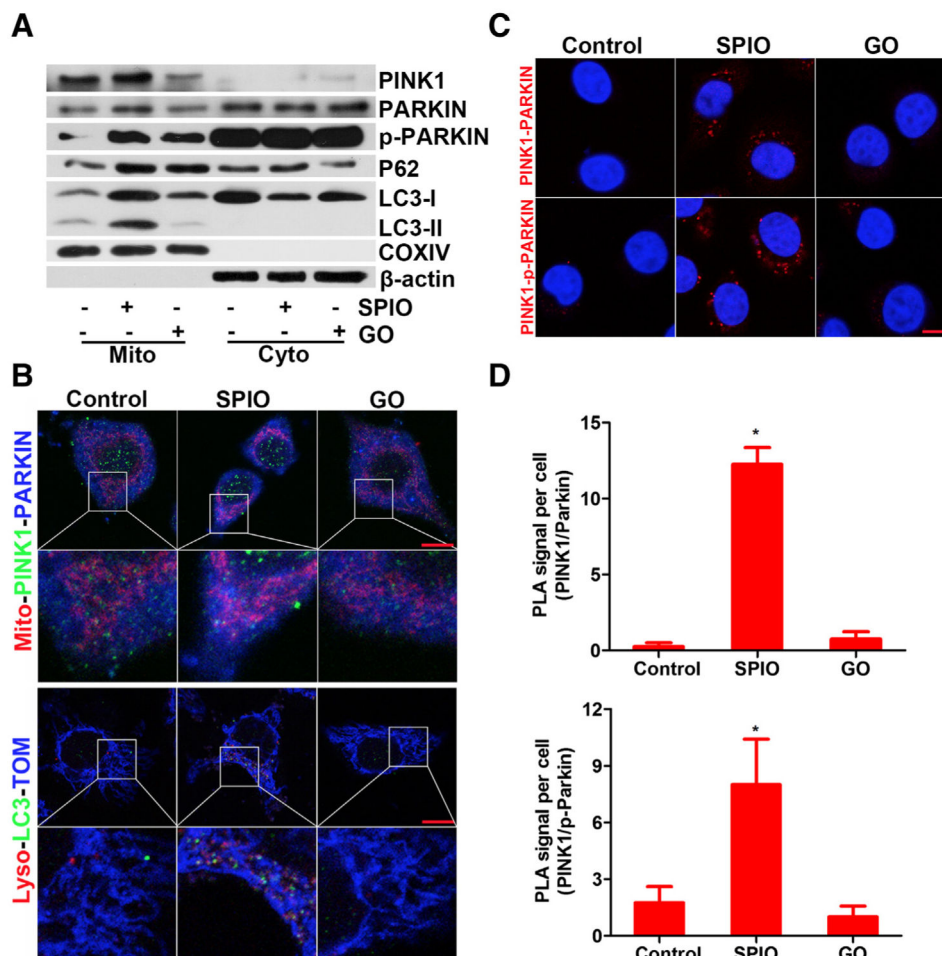 A
PINK1
PARKIN
p-PARKIN
P62
LC3-I
LC3-II
COXIV
β-actin
- + - - + - SPIO
- - + - - + GO
Mito Cyto
B
Control SPIO GO
Mito-PINK1-PARKIN
Lyso-LC3-TOM
C
Control SPIO GO
PINK1-PARKIN
PINK1-p-PARKIN
D
PLA signal per cell
(PINK1/Parkin)
15
10
5
0
*
Control SPIO GO
PLA signal per cell
(PINK1/p-Parkin)
12
9
6
3
0
*
Control SPIO GO